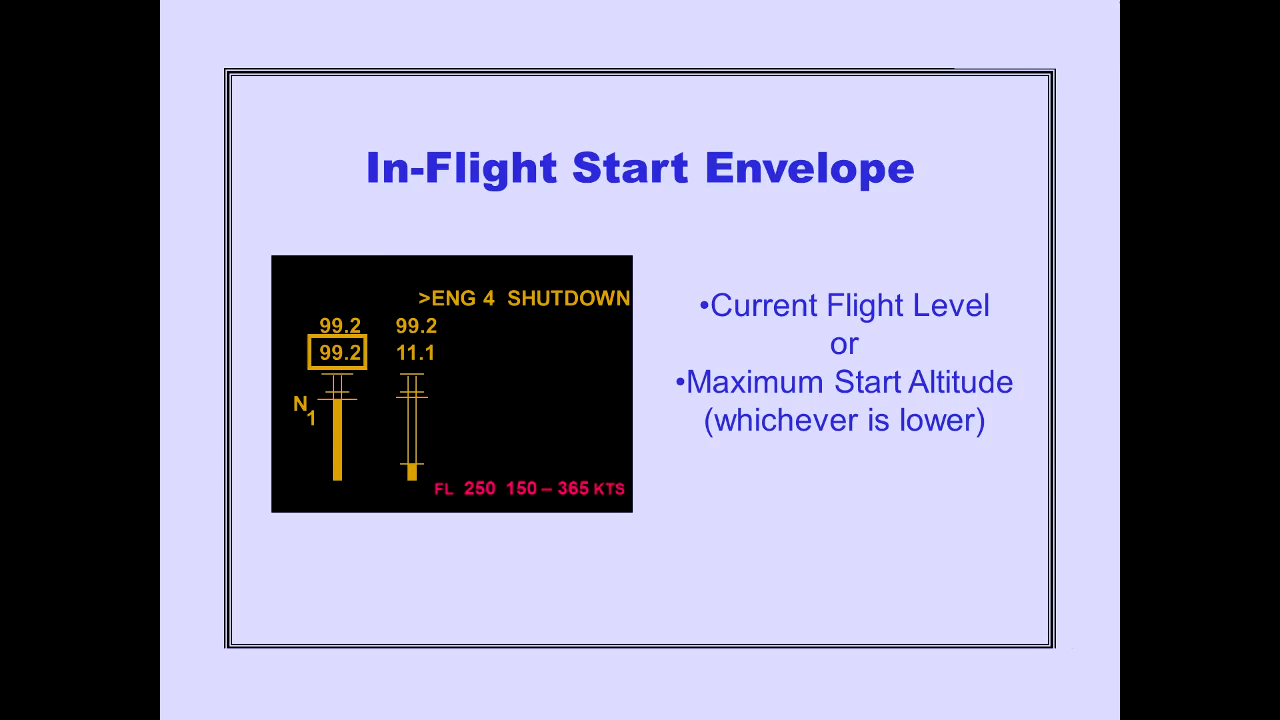 In-Flight Start Envelope
>ENG 4 SHUTDOWN
99.2 99.2
99.2 11.1
N1
FL 250 150 – 365 KTS
•Current Flight Level
or
•Maximum Start Altitude
(whichever is lower)